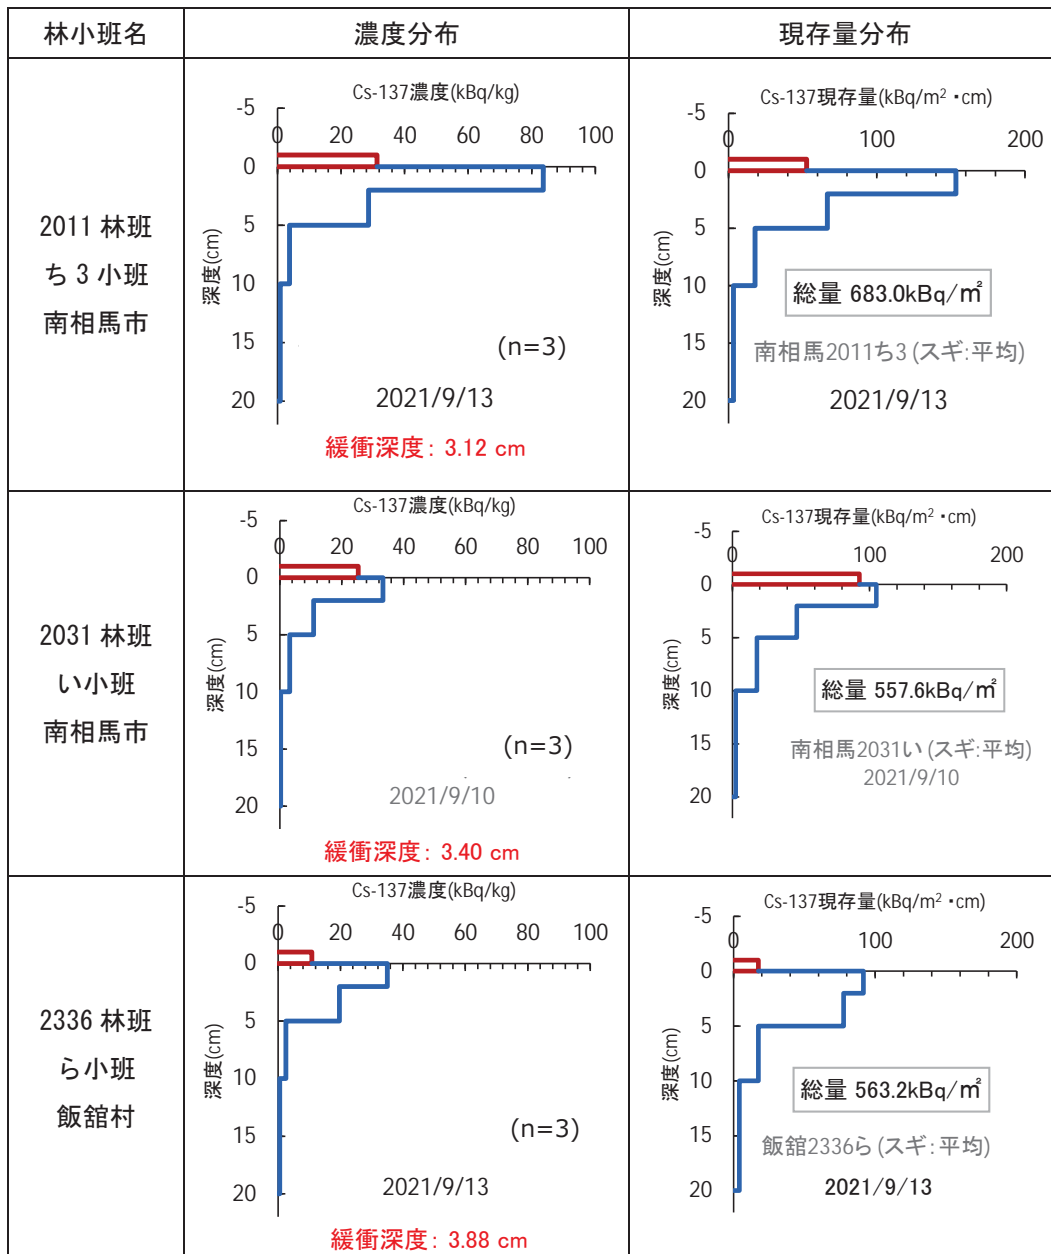 林小班名
濃度分布
現存量分布
2011 林班
ち 3 小班
南相馬市
Cs-137濃度(kBq/kg)
-5
0 20 40 60 80 100
0
5
10
15
20
深度(cm)
(n=3)
2021/9/13
緩衝深度: 3.12 cm
Cs-137現存量(kBq/m²・cm)
-5
0 100 200
0
5
10
15
20
深度(cm)
総量 683.0kBq/㎡
南相馬2011ち3 (スギ:平均)
2021/9/13
2031 林班
い小班
南相馬市
Cs-137濃度(kBq/kg)
-5
0 20 40 60 80 100
0
5
10
15
20
深度(cm)
(n=3)
2021/9/10
緩衝深度: 3.40 cm
Cs-137現存量(kBq/m²・cm)
-5
0 100 200
0
5
10
15
20
深度(cm)
総量 557.6kBq/㎡
南相馬2031い (スギ:平均)
2021/9/10
2336 林班
ら小班
飯舘村
Cs-137濃度(kBq/kg)
-5
0 20 40 60 80 100
0
5
10
15
20
深度(cm)
(n=3)
2021/9/13
緩衝深度: 3.88 cm
Cs-137現存量(kBq/m²・cm)
-5
0 100 200
0
5
10
15
20
深度(cm)
総量 563.2kBq/㎡
飯舘2336ら (スギ:平均)
2021/9/13